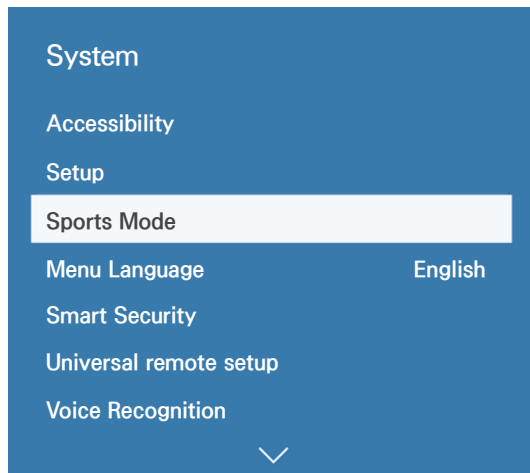 System
Accessibility
Setup
Sports Mode
Menu Language English
Smart Security
Universal remote setup
Voice Recognition